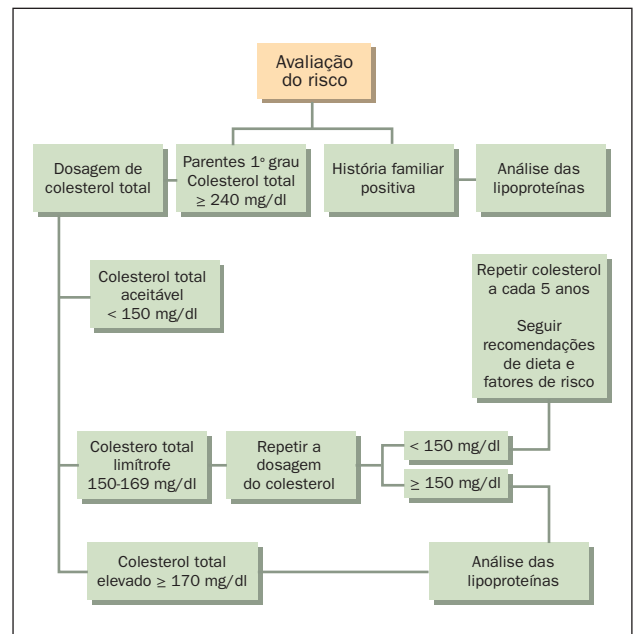 Avaliação
do risco
Dosagem de
colesterol total
Parentes 1º grau
Colesterol total
≥ 240 mg/dl
História familiar
positiva
Análise das
lipoproteínas
Colesterol total
aceitável
< 150 mg/dl
Repetir colesterol
a cada 5 anos
Seguir
recomendações
de dieta e
fatores de risco
Colestero total
limítrofe
150-169 mg/dl
Repetir a
dosagem
do colesterol
< 150 mg/dl
≥ 150 mg/dl
Colesterol total
elevado ≥ 170 mg/dl
Análise das
lipoproteínas